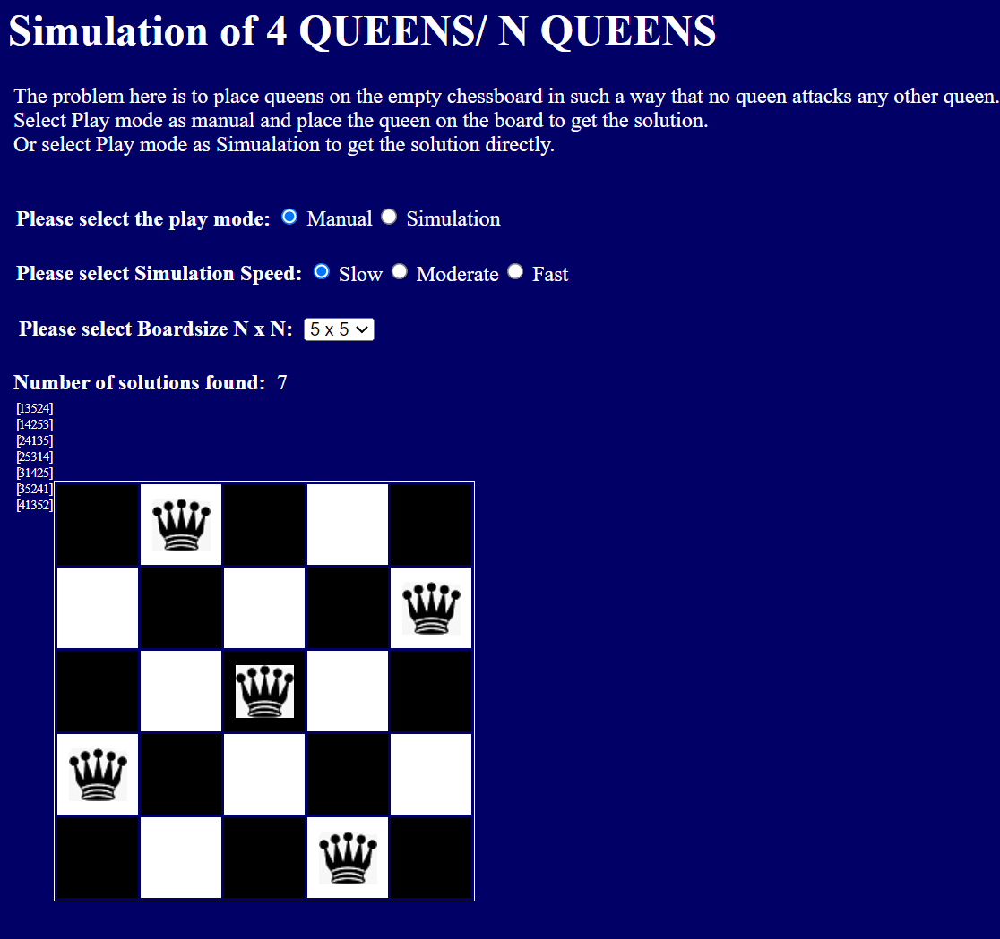 Simulation of 4 QUEENS/ N QUEENS
The problem here is to place queens on the empty chessboard in such a way that no queen attacks any other queen.
Select Play mode as manual and place the queen on the board to get the solution.
Or select Play mode as Simualation to get the solution directly.
Please select the play mode: Manual Simulation
Please select Simulation Speed: Slow Moderate Fast
Please select Boardsize N x N: 5 x 5
Number of solutions found: 7
[13524]
[14253]
[24135]
[25314]
[31425]
[35241]
[41352]